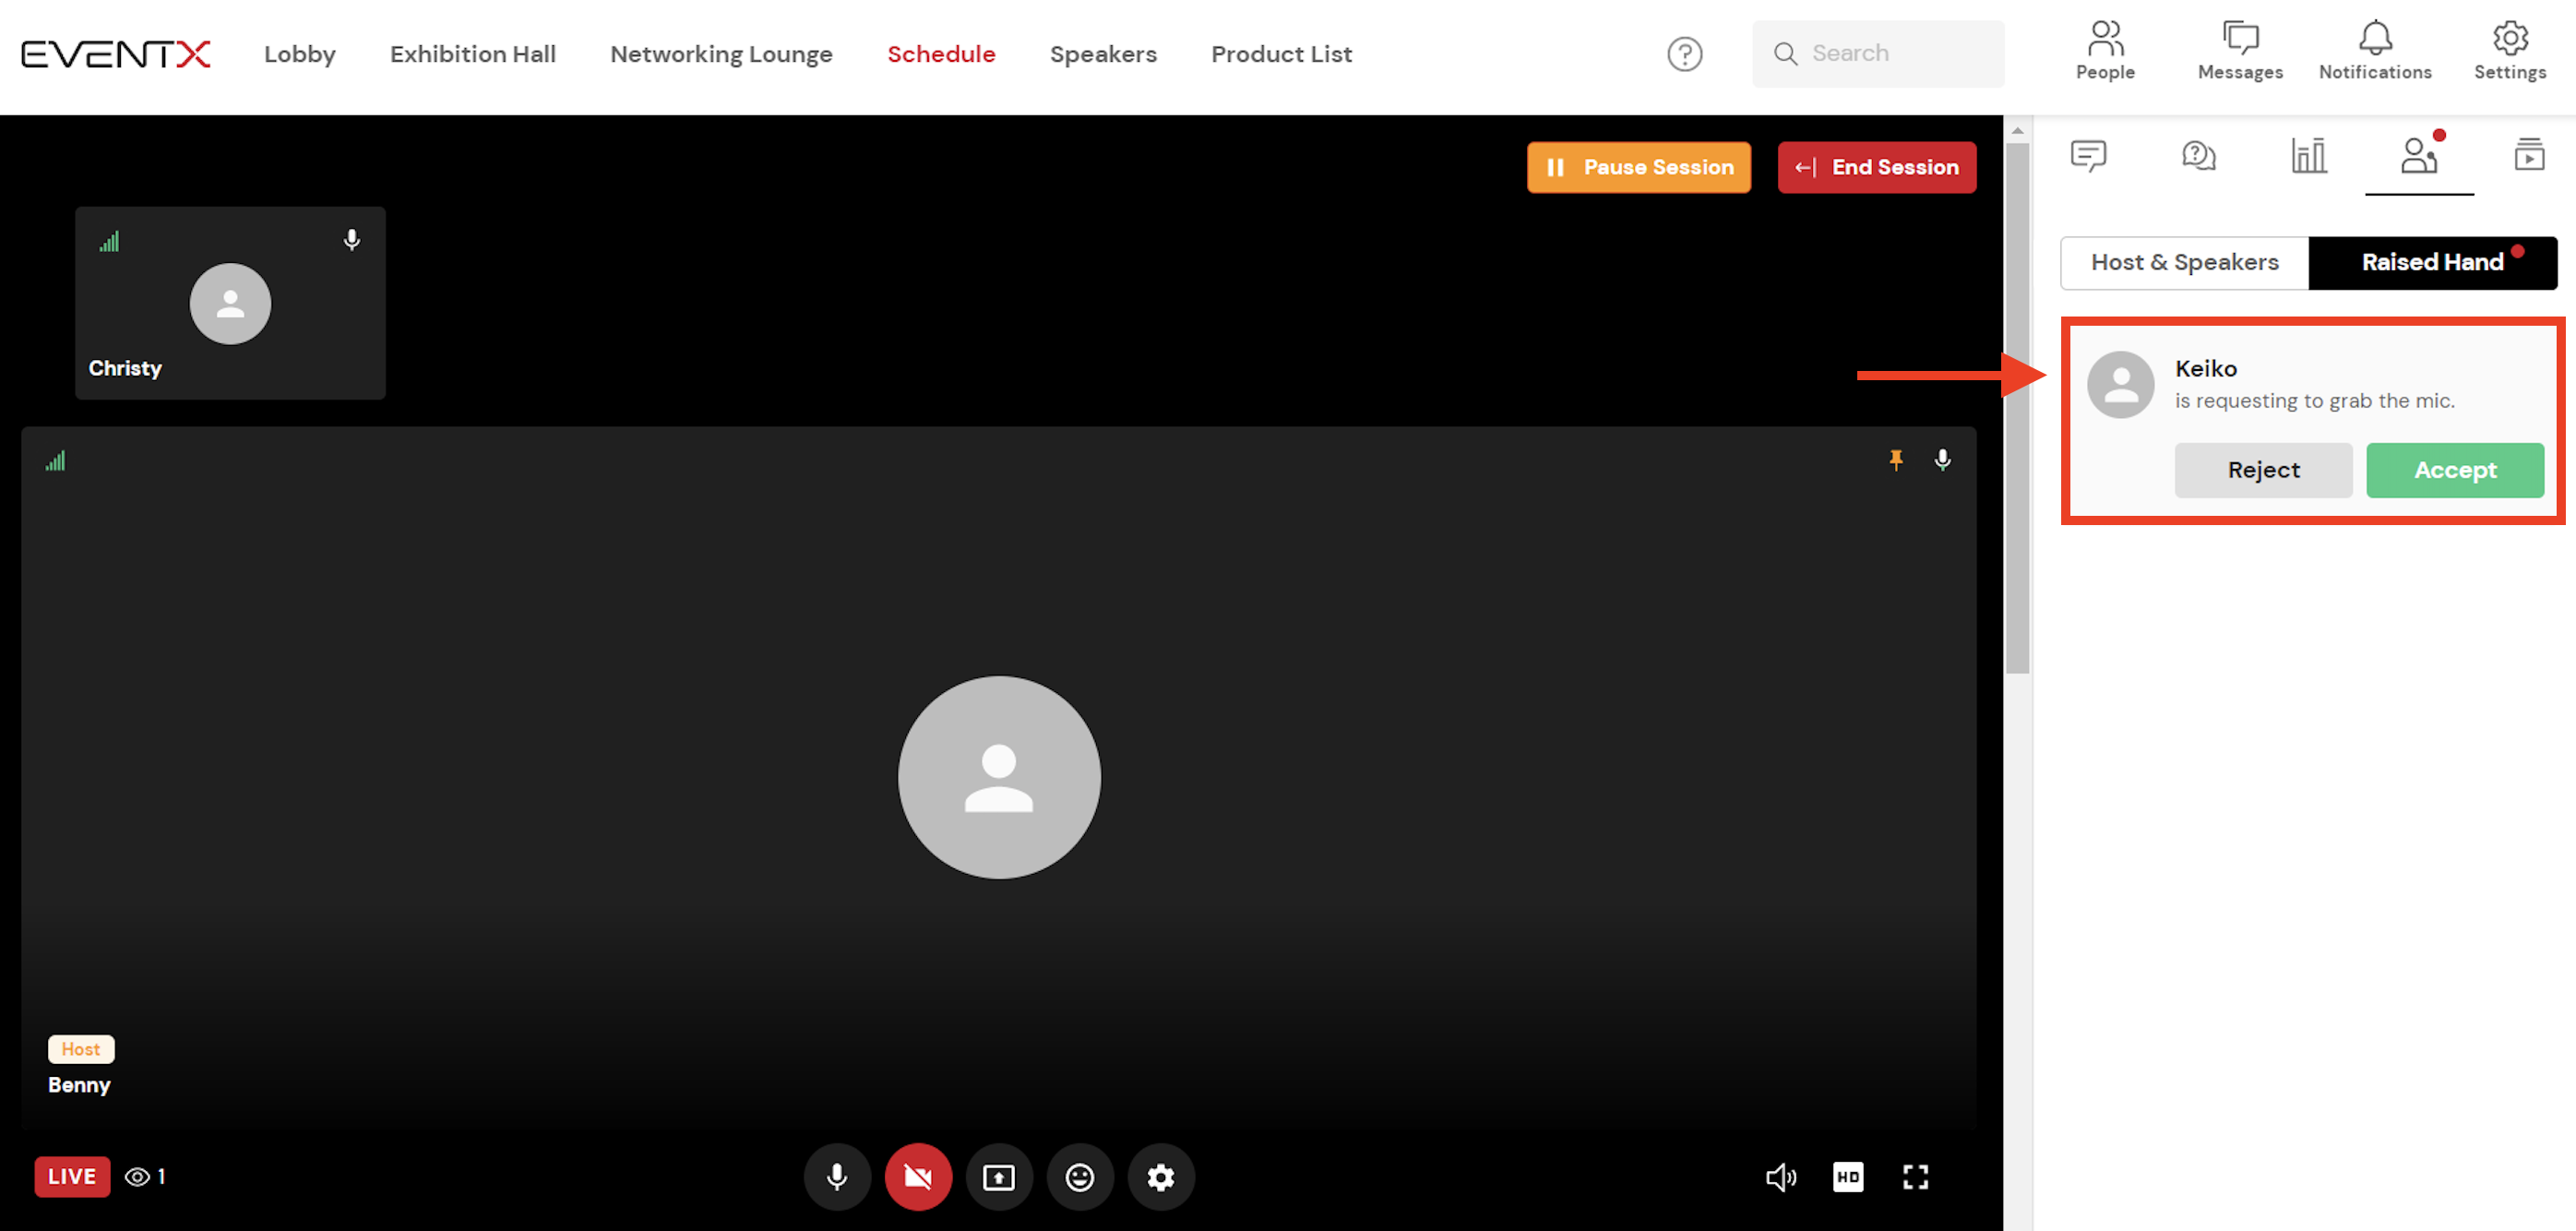 EVENTX
Lobby
Exhibition Hall
Networking Lounge
Schedule
Speakers
Product List
?
Search
People
Messages
Notifications
Settings
Pause Session
End Session
Christy
Host & Speakers
Raised Hand
Keiko
is requesting to grab the mic.
Reject
Accept
Host
Benny
LIVE
1
HD